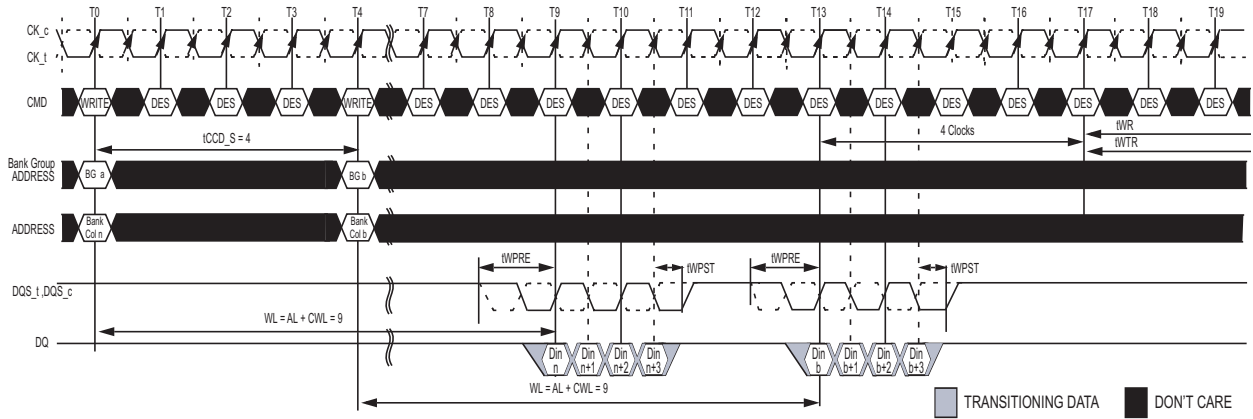 T0 T1 T2 T3 T4 T7 T8 T9 T10 T11 T12 T13 T14 T15 T16 T17 T18 T19
CK_c
CK_t
CMD WRITE DES DES DES WRITE DES DES DES DES DES DES DES DES DES DES DES DES DES
tCCD_S = 4
4 Clocks
tWR
tWTR
Bank Group
ADDRESS
BG a
BG b
ADDRESS
Bank
Col n
Bank
Col b
tWPRE
tWPST
tWPRE
tWPST
DQS_t ,DQS_c
WL = AL + CWL = 9
DQ
Din
n
Din
n+1
Din
n+2
Din
n+3
Din
b
Din
b+1
Din
b+2
Din
b+3
WL = AL + CWL = 9
TRANSITIONING DATA
DON'T CARE